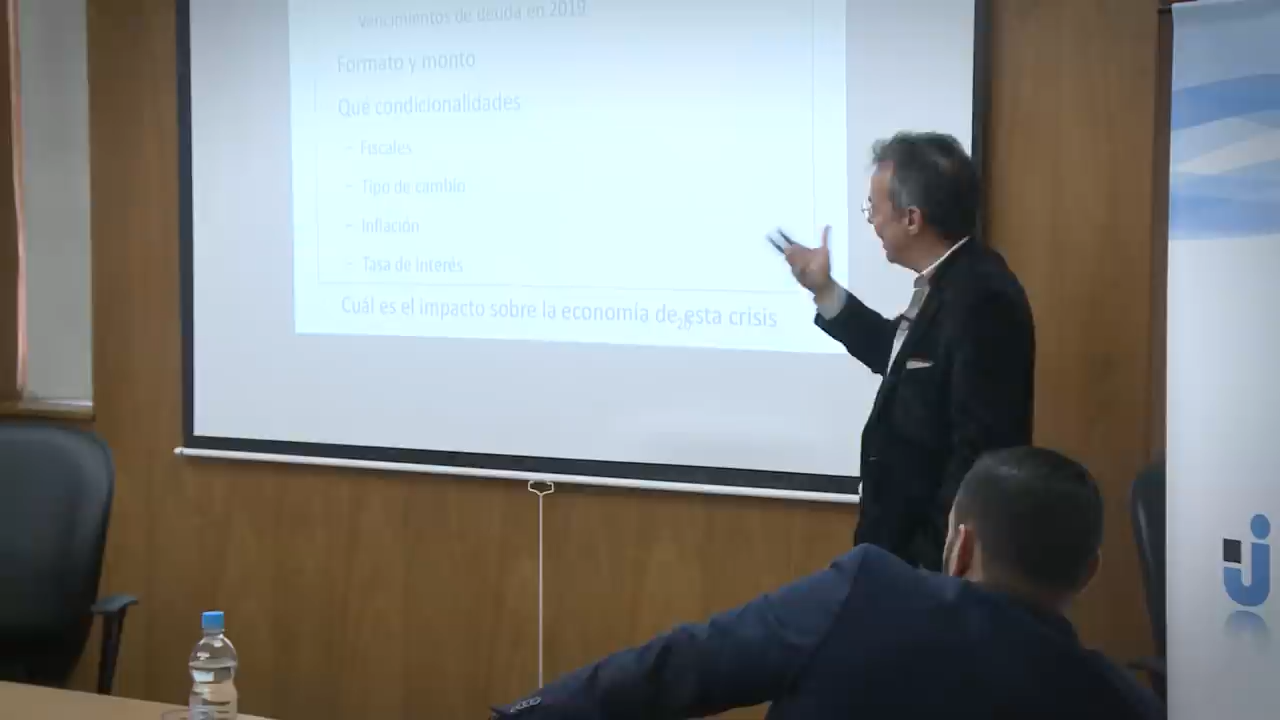 Vencimientos de deuda en 2019
Formato y monto
Qué condicionalidades
– Fiscales
– Tipo de cambio
– Inflación
– Tasa de interés
Cuál es el impacto sobre la economía de esta crisis